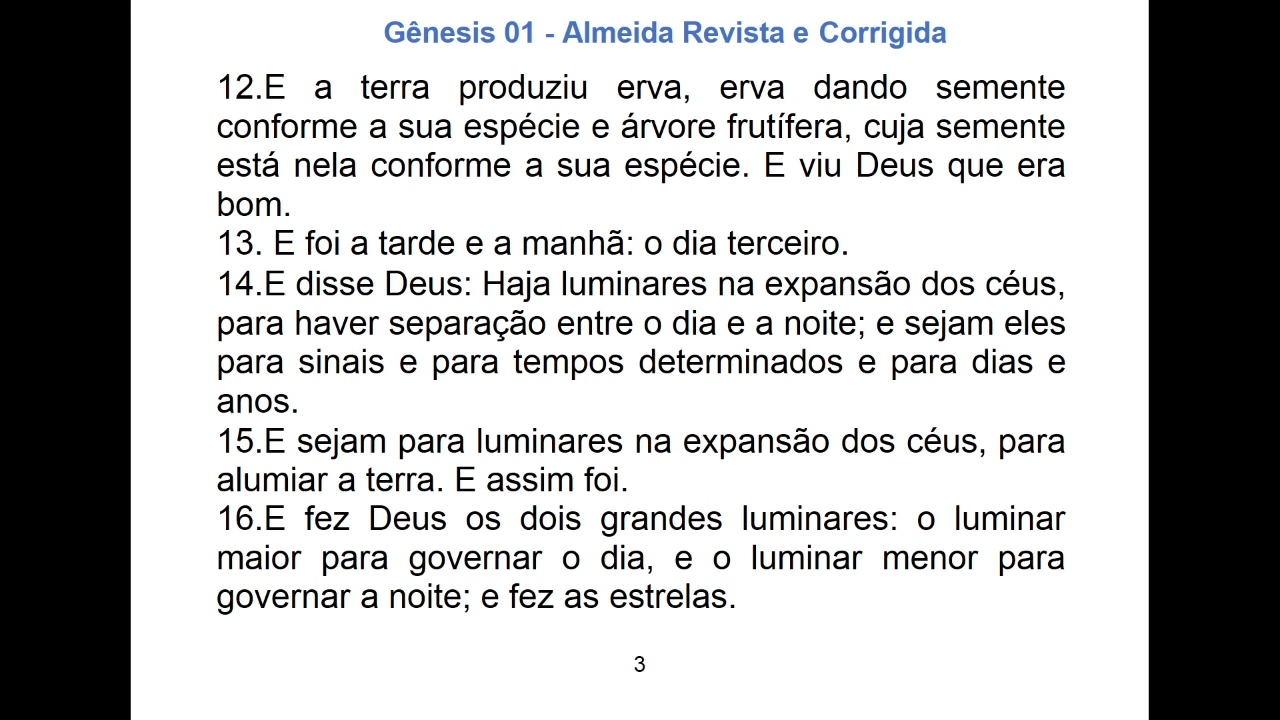 Gênesis 01 - Almeida Revista e Corrigida
12.E a terra produziu erva, erva dando semente
conforme a sua espécie e árvore frutífera, cuja semente
está nela conforme a sua espécie. E viu Deus que era
bom.
13. E foi a tarde e a manhã: o dia terceiro.
14.E disse Deus: Haja luminares na expansão dos céus,
para haver separação entre o dia e a noite; e sejam eles
para sinais e para tempos determinados e para dias e
anos.
15.E sejam para luminares na expansão dos céus, para
alumiar a terra. E assim foi.
16.E fez Deus os dois grandes luminares: o luminar
maior para governar o dia, e o luminar menor para
governar a noite; e fez as estrelas.
3